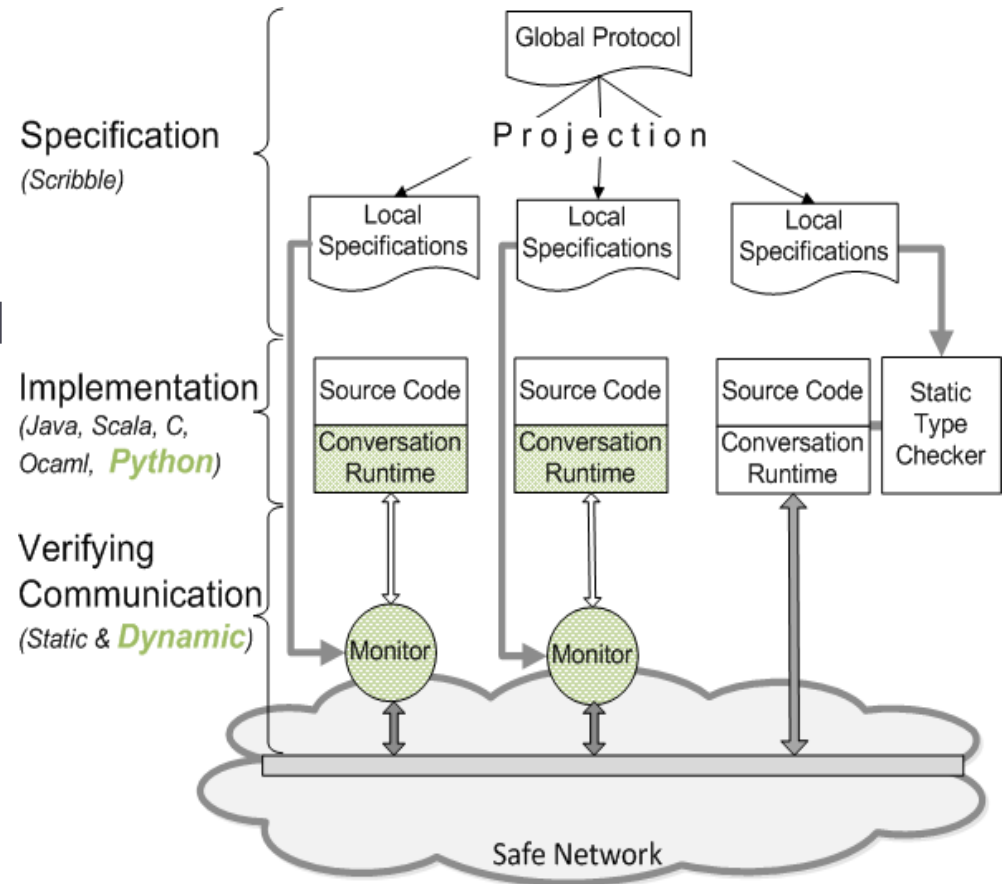 Global Protocol
Projection
Specification
(Scribble)
Local
Specifications
Local
Specifications
Local
Specifications
Implementation
(Java, Scala, C,
Ocaml, Python)
Source Code
Conversation
Runtime
Source Code
Conversation
Runtime
Source Code
Conversation
Runtime
Static
Type
Checker
Verifying
Communication
(Static & Dynamic)
Monitor
Monitor
Safe Network